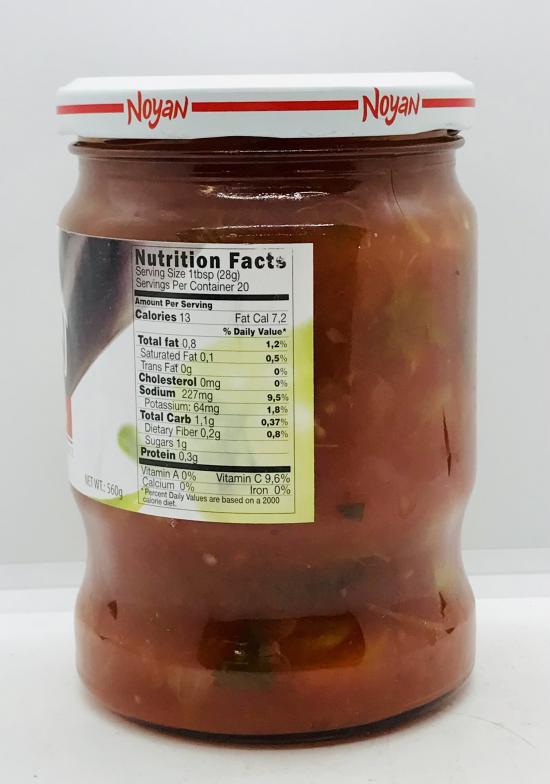 NOYAN NOYAN
Nutrition Facts
Serving Size 1tbsp (28g)
Servings Per Container 20
Amount Per Serving
Calories 13 Fat Cal 7,2
% Daily Value*
Total fat 0,8 1,2%
Saturated Fat 0,1 0,5%
Trans Fat 0g 0%
Cholesterol 0mg 0%
Sodium 227mg 9,5%
Potassium: 64mg 1,8%
Total Carb 1,1g 0,37%
Dietary Fiber 0,2g 0,8%
Sugars 1g
Protein 0,3g
Vitamin A 0% Vitamin C 9,6%
Calcium 0% Iron 0%
*Percent Daily Values are based on a 2000
calorie diet.
NET WT.: 560g